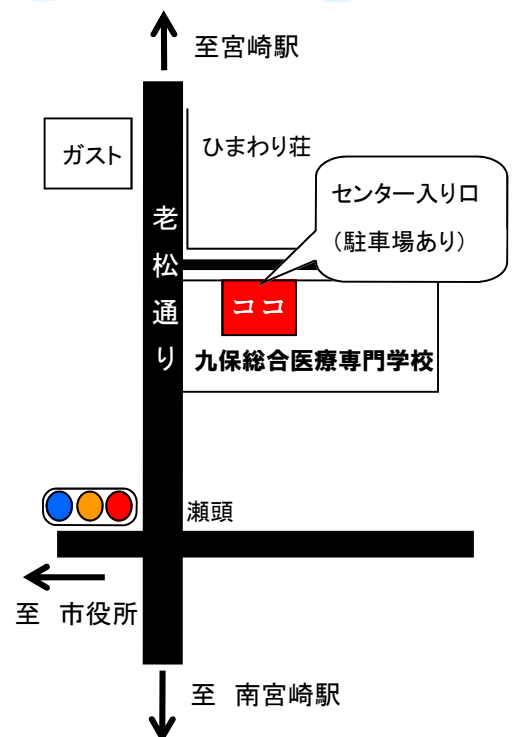 至宮崎駅
ガスト
ひまわり荘
センター入り口
（駐車場あり）
老松通り
ココ
九保総合医療専門学校
瀬頭
至　市役所
至　南宮崎駅